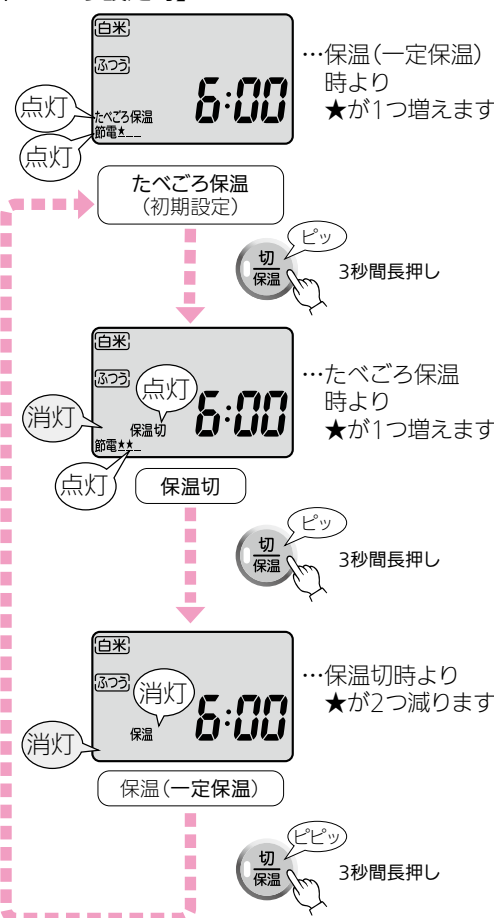 白米
ふつう
6:00
たべごろ保温
節電★
点灯
点灯
…保温(一定保温)
時より
★が1つ増えます
たべごろ保温
(初期設定)
ピッ
切
保温
3秒間長押し
白米
ふつう
点灯
消灯
保温切
6:00
節電★★
点灯
…たべごろ保温
時より
★が1つ増えます
保温切
ピッ
切
保温
3秒間長押し
白米
ふつう
消灯
保温
6:00
消灯
…保温切時より
★が2つ減ります
保温(一定保温)
ピピッ
切
保温
3秒間長押し